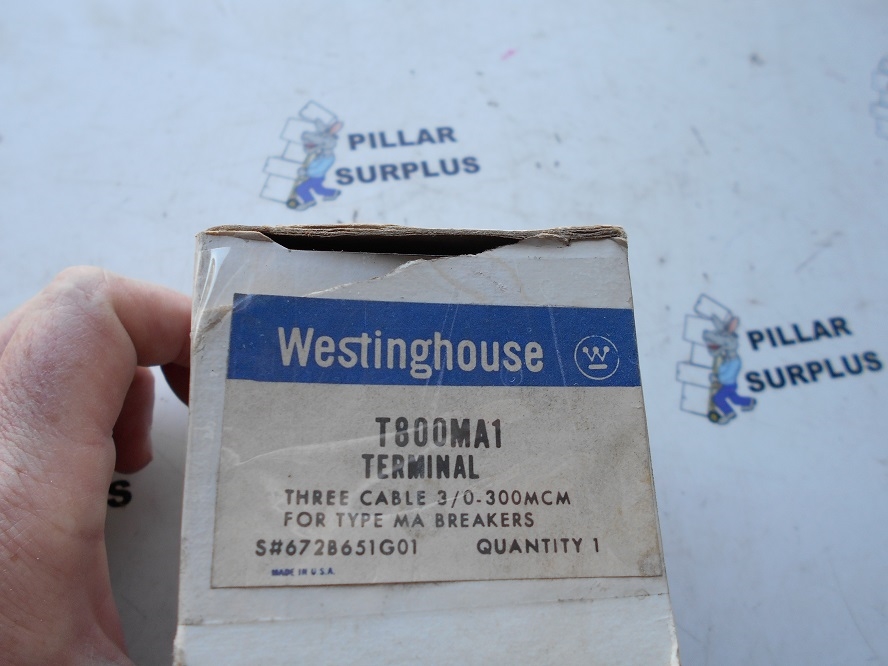 PILLAR
SURPLUS
Westinghouse
T800MA1
TERMINAL
THREE CABLE 3/0-300MCM
FOR TYPE MA BREAKERS
S#672B651G01 QUANTITY 1
MADE IN U.S.A.
PILLAR
SURPLUS